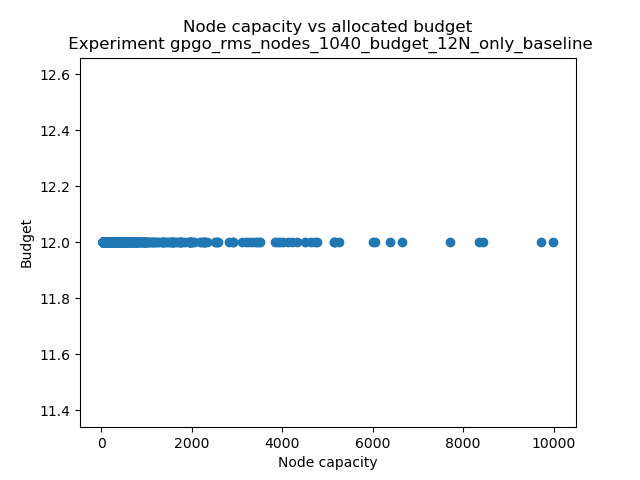 Node capacity vs allocated budget
Experiment gpgo_rms_nodes_1040_budget_12N_only_baseline
12.6
12.4
12.2
12.0
11.8
11.6
11.4
Budget
0 2000 4000 6000 8000 10000
Node capacity